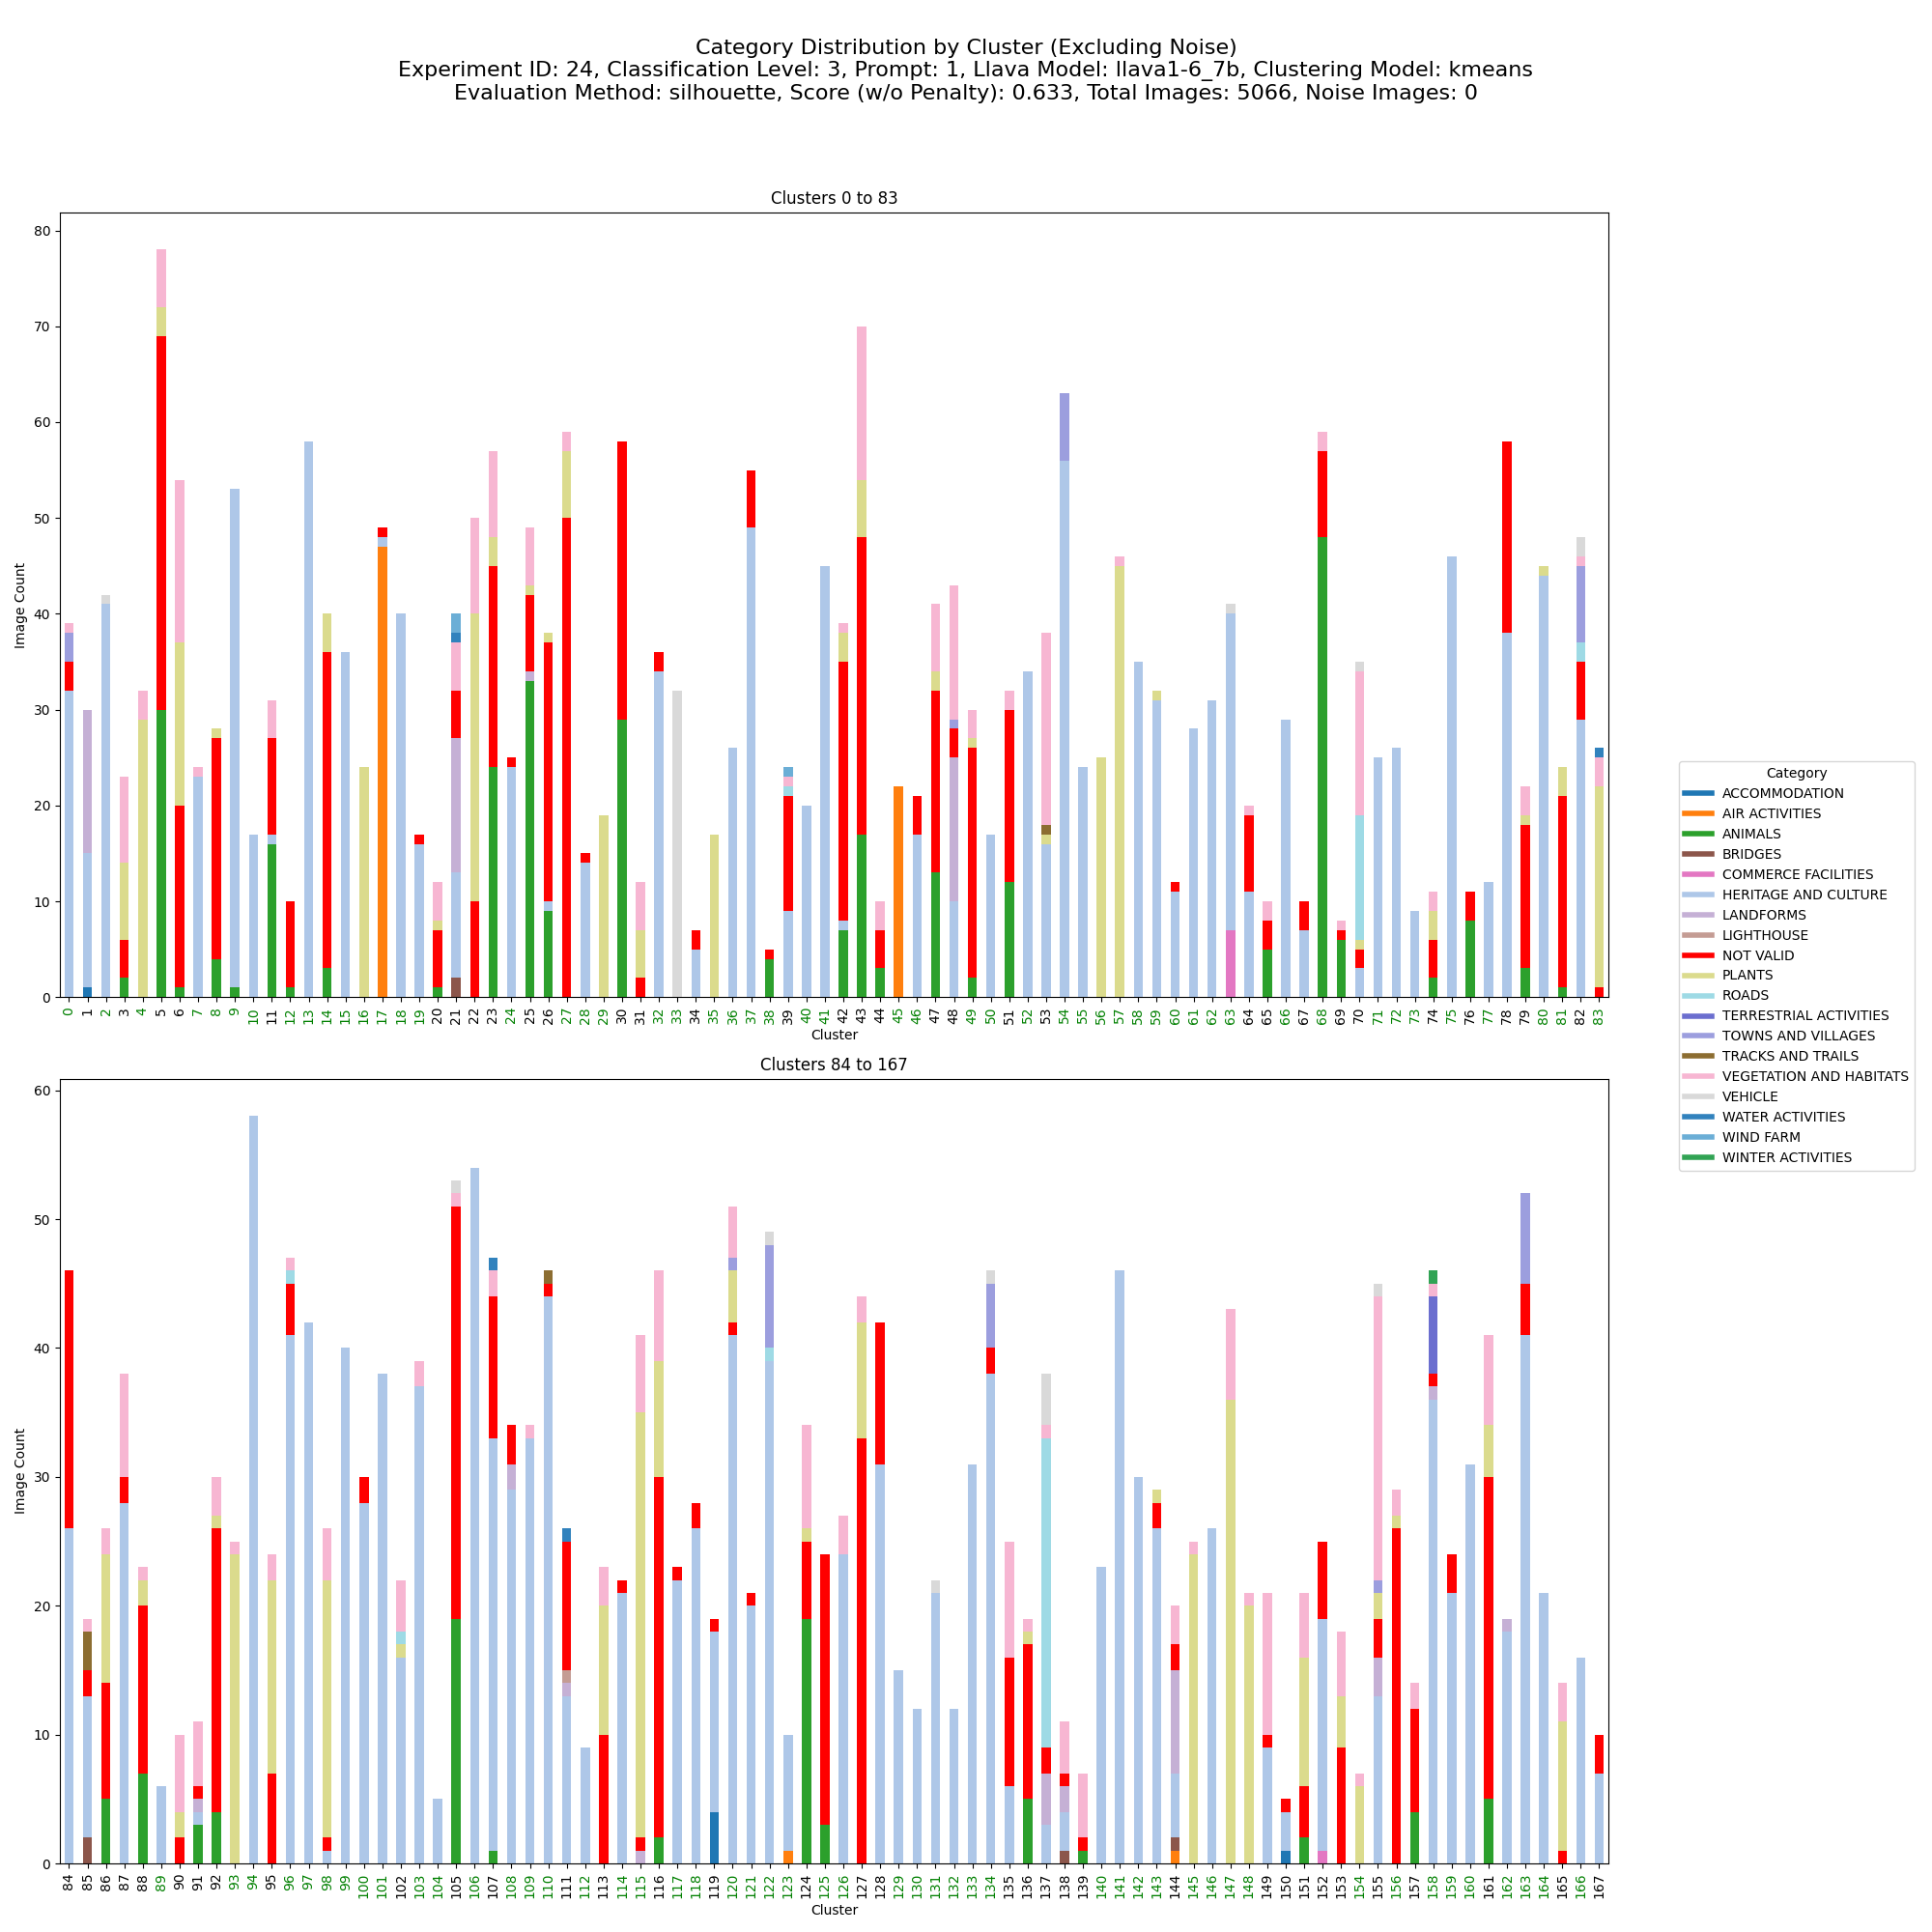 Category Distribution by Cluster (Excluding Noise)
Experiment ID: 24, Classification Level: 3, Prompt: 1, Llava Model: llava1-6_7b, Clustering Model: kmeans
Evaluation Method: silhouette, Score (w/o Penalty): 0.633, Total Images: 5066, Noise Images: 0
Clusters 0 to 83
80
70
60
50
40
30
20
10
0
Image Count
0 1 2 3 4 5 6 7 8 9 10 11 12 13 14 15 16 17 18 19 20 21 22 23 24 25 26 27 28 29 30 31 32 33 34 35 36 37 38 39 40 41 42 43 44 45 46 47 48 49 50 51 52 53 54 55 56 57 58 59 60 61 62 63 64 65 66 67 68 69 70 71 72 73 74 75 76 77 78 79 80 81 82 83
Cluster
Category
ACCOMMODATION
AIR ACTIVITIES
ANIMALS
BRIDGES
COMMERCE FACILITIES
HERITAGE AND CULTURE
LANDFORMS
LIGHTHOUSE
NOT VALID
PLANTS
ROADS
TERRESTRIAL ACTIVITIES
TOWNS AND VILLAGES
TRACKS AND TRAILS
VEGETATION AND HABITATS
VEHICLE
WATER ACTIVITIES
WIND FARM
WINTER ACTIVITIES
Clusters 84 to 167
60
50
40
30
20
10
0
Image Count
84 85 86 87 88 89 90 91 92 93 94 95 96 97 98 99 100 101 102 103 104 105 106 107 108 109 110 111 112 113 114 115 116 117 118 119 120 121 122 123 124 125 126 127 128 129 130 131 132 133 134 135 136 137 138 139 140 141 142 143 144 145 146 147 148 149 150 151 152 153 154 155 156 157 158 159 160 161 162 163 164 165 166 167
Cluster